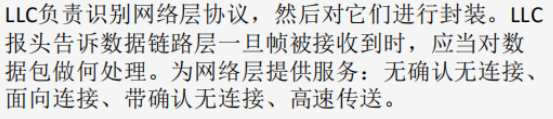 LLC负责识别网络层协议，然后对它们进行封装。LLC
报头告诉数据链路层一旦帧被接收到时，应当对数
据包做何处理。为网络层提供服务：无确认无连接、
面向连接、带确认无连接、高速传送。